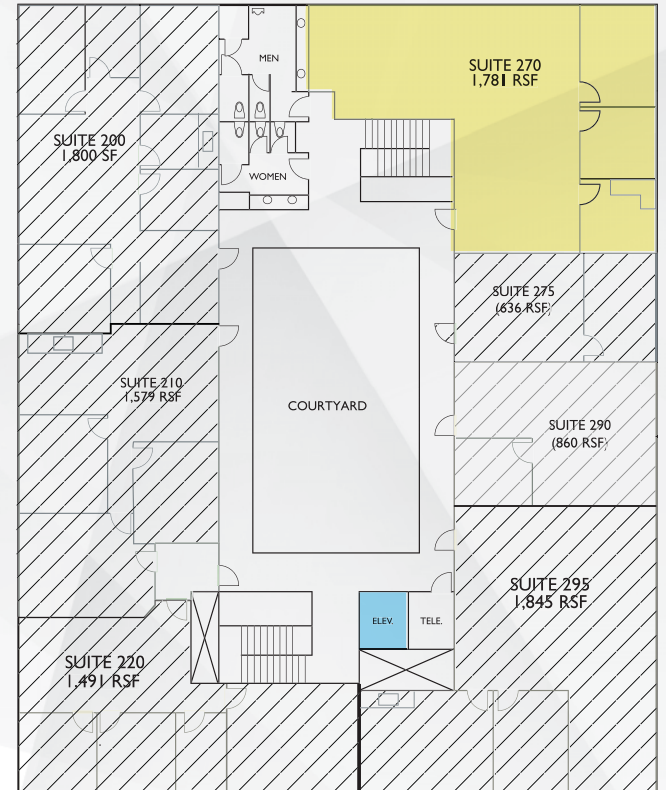 MEN
SUITE 270
1,781 RSF
SUITE 200
1,800 SF
WOMEN
SUITE 275
(636 RSF)
SUITE 210
1,579 RSF
COURTYARD
SUITE 290
(860 RSF)
SUITE 295
1,845 RSF
ELEV.
TELE.
SUITE 220
1.491 RSF